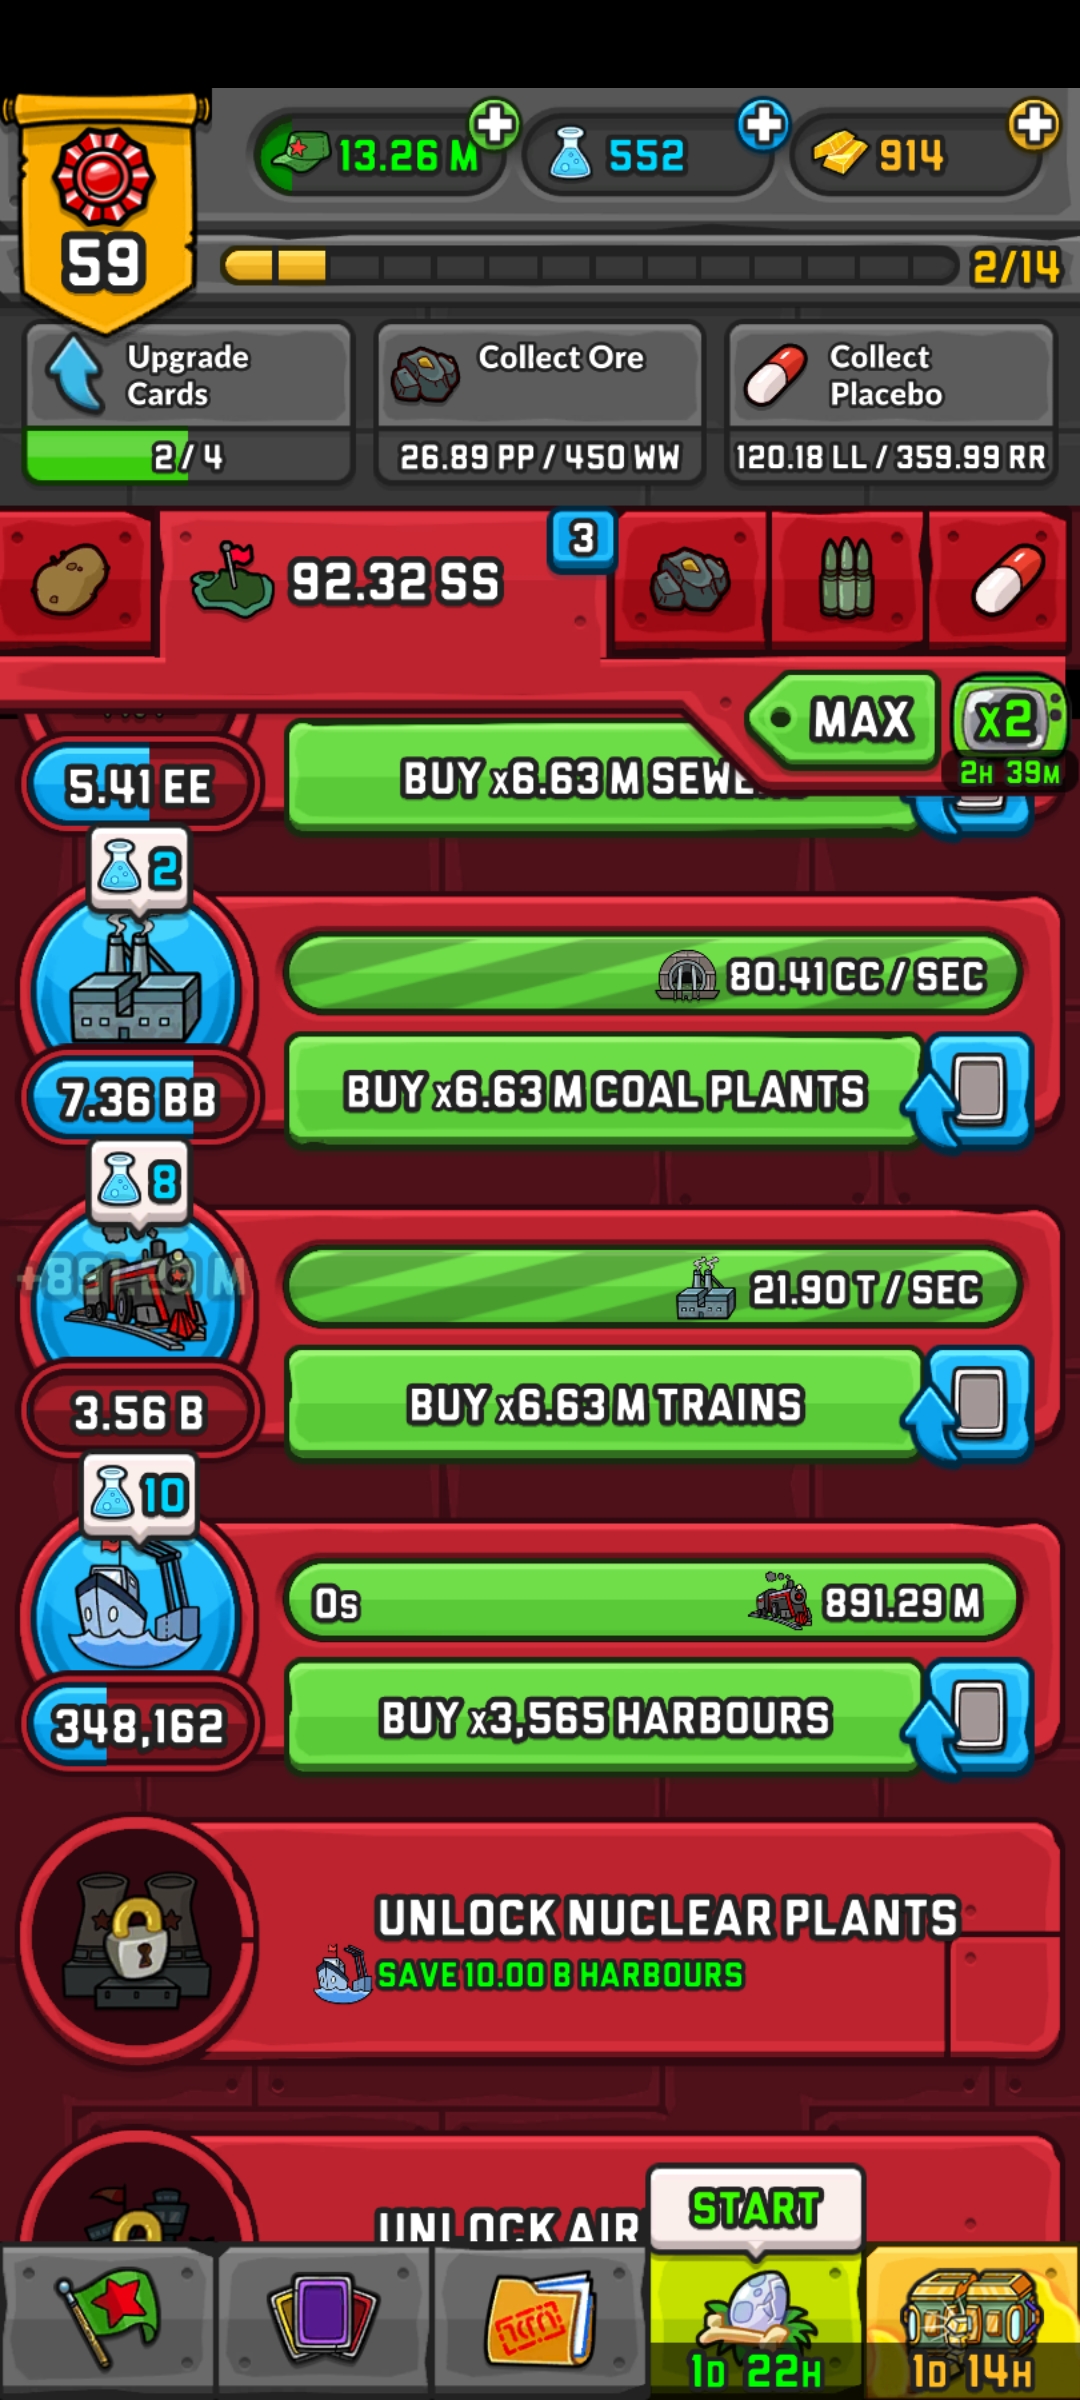 13.26 M
552
914
59
2/14
Upgrade
Cards
2/4
Collect Ore
26.89 PP / 450 WW
Collect
Placebo
120.18 LL / 359.99 RR
92.32 SS
3
MAX
x2
2H 39M
5.41 EE
BUY x6.63 M SEWE
2
80.41 CC / SEC
7.36 BB
BUY x6.63 M COAL PLANTS
8
21.90 T / SEC
3.56 B
BUY x6.63 M TRAINS
10
0s
891.29 M
348,162
BUY x3,565 HARBOURS
UNLOCK NUCLEAR PLANTS
SAVE 10.00 B HARBOURS
UNLOCK AIR
START
1D 22H
1D 14H